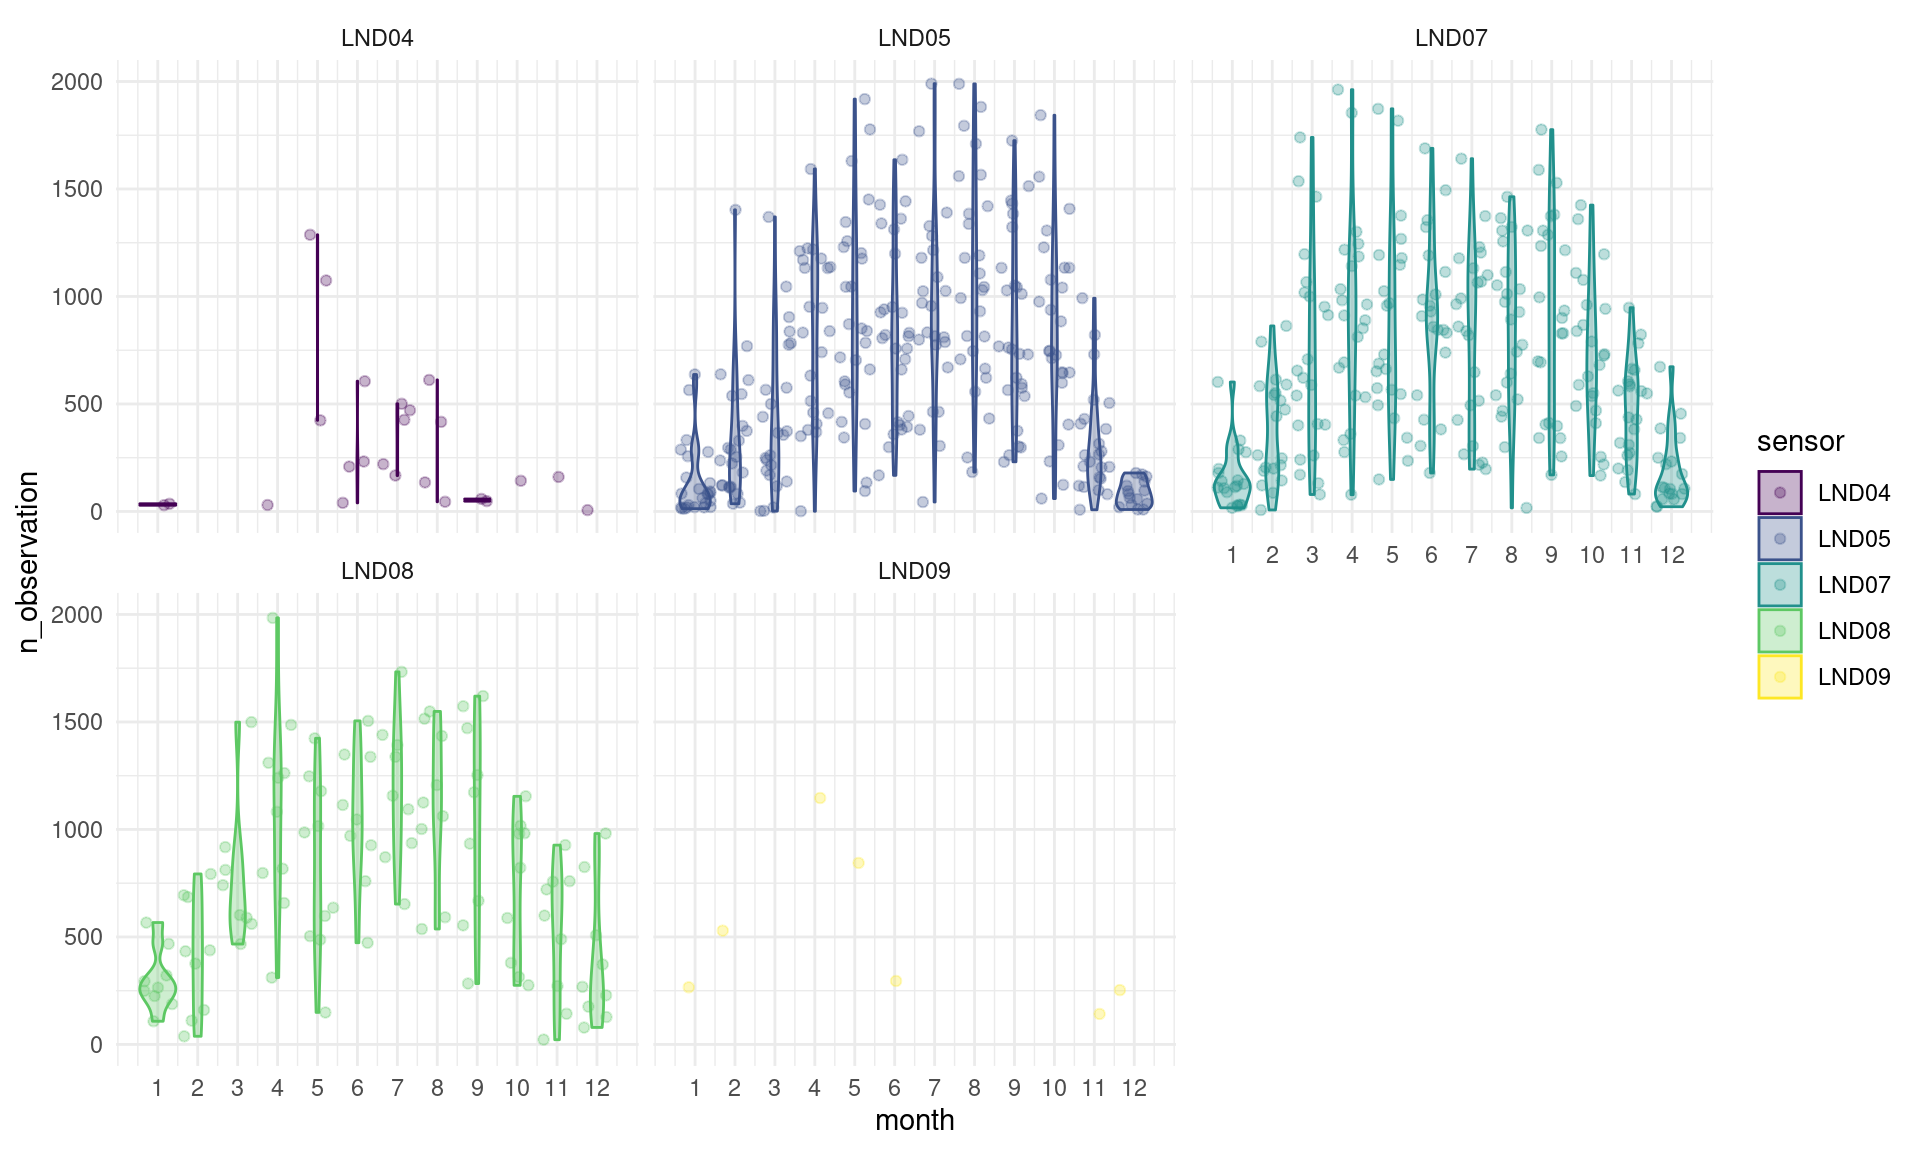 LND04 LND05 LND07
2000
1500
1000
500
0
1 2 3 4 5 6 7 8 9 10 11 12
n_observation
LND08 LND09
2000
1500
1000
500
0
1 2 3 4 5 6 7 8 9 10 11 12 1 2 3 4 5 6 7 8 9 10 11 12
month
sensor
LND04
LND05
LND07
LND08
LND09